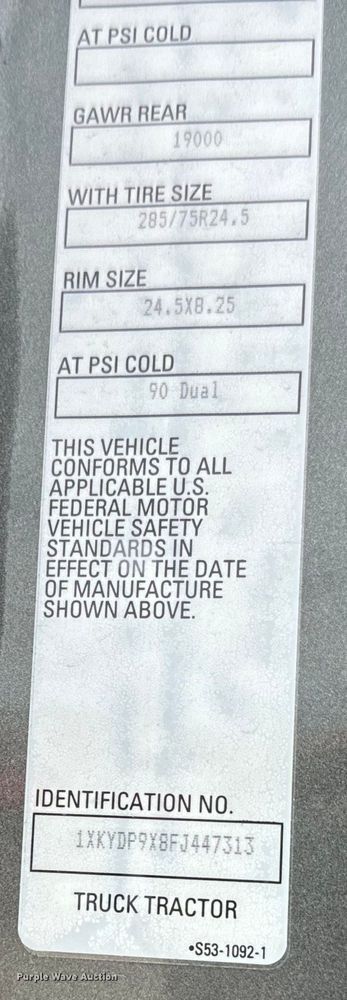 AT PSI COLD
GAWR REAR
19000
WITH TIRE SIZE
285/75R24.5
RIM SIZE
24.5X8.25
AT PSI COLD
90 Dual
THIS VEHICLE
CONFORMS TO ALL
APPLICABLE U.S.
FEDERAL MOTOR
VEHICLE SAFETY
STANDARDS IN
EFFECT ON THE DATE
OF MANUFACTURE
SHOWN ABOVE.
IDENTIFICATION NO.
1XKYDP9X8FJ447313
TRUCK TRACTOR
•S53-1092-1
Purple Wave Auction